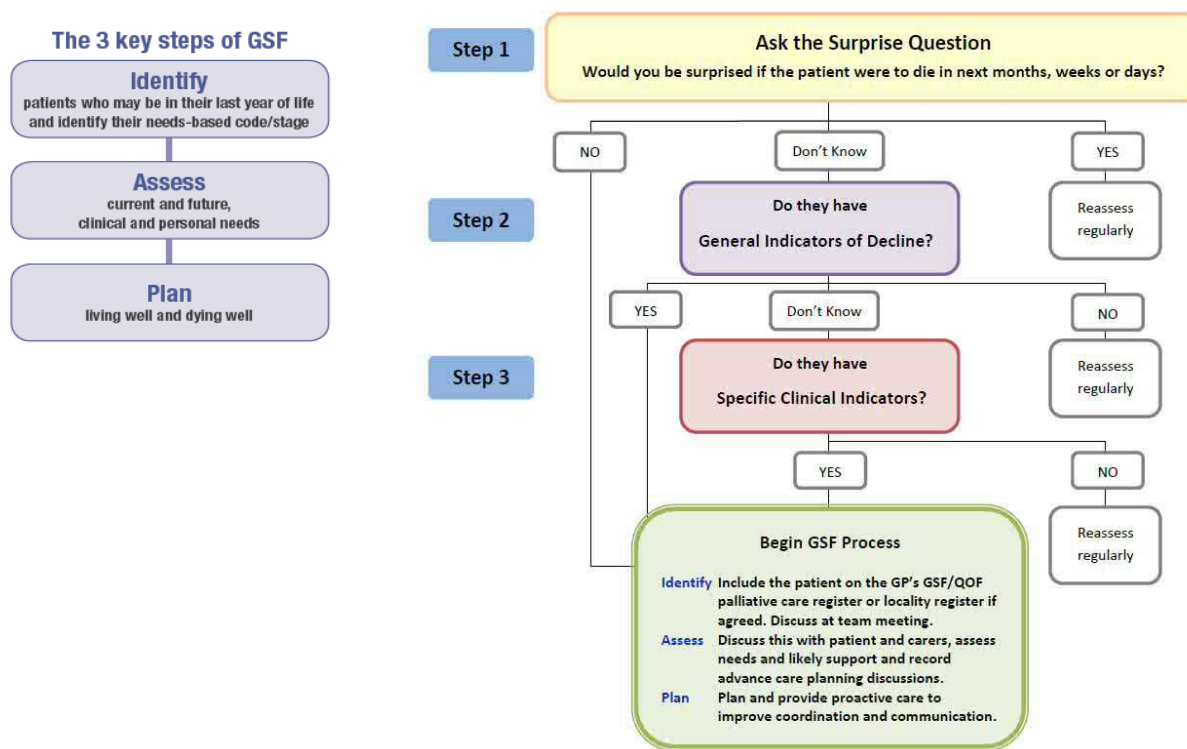 The 3 key steps of GSF
Identify
patients who may be in their last year of life
and identify their needs-based code/stage
Assess
current and future,
clinical and personal needs
Plan
living well and dying well
Step 1
Ask the Surprise Question
Would you be surprised if the patient were to die in next months, weeks or days?
NO
Don't Know
YES
Step 2
Do they have
General Indicators of Decline?
Reassess
regularly
YES
Don't Know
NO
Step 3
Do they have
Specific Clinical Indicators?
Reassess
regularly
YES
NO
Reassess
regularly
Begin GSF Process
Identify Include the patient on the GP's GSF/QOF
palliative care register or locality register if
agreed. Discuss at team meeting.
Assess Discuss this with patient and carers, assess
needs and likely support and record
advance care planning discussions.
Plan Plan and provide proactive care to
improve coordination and communication.